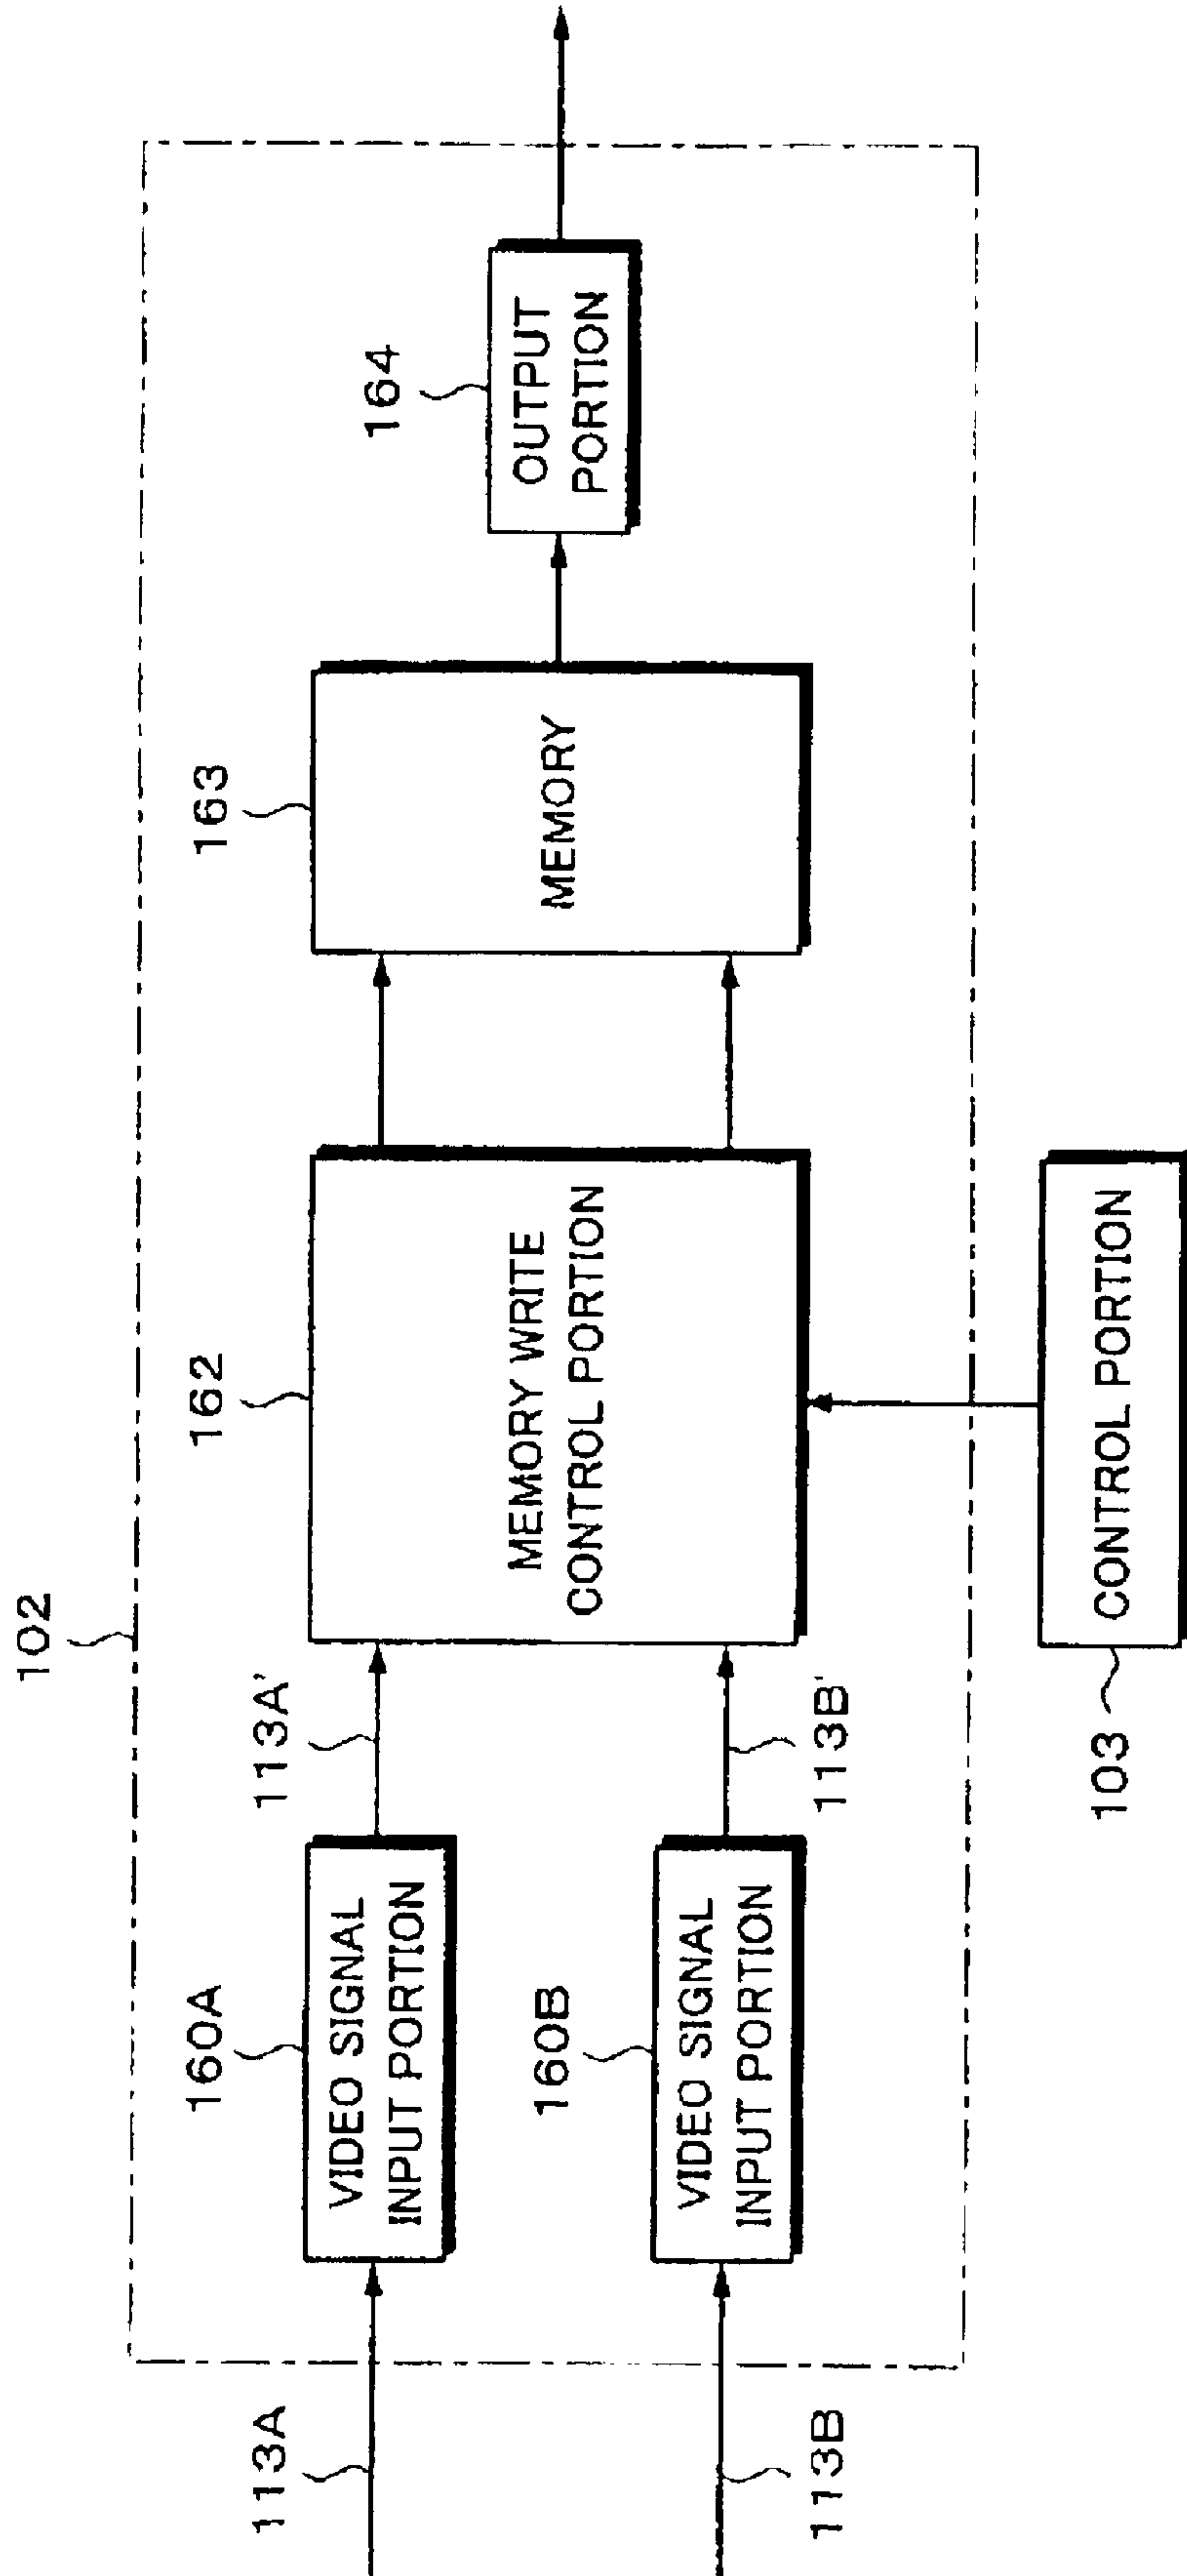 102
160A
VIDEO SIGNAL
INPUT PORTION
160B
VIDEO SIGNAL
INPUT PORTION
113A
113B
113A'
113B'
162
MEMORY WRITE
CONTROL PORTION
163
MEMORY
164
OUTPUT
PORTION
103
CONTROL PORTION